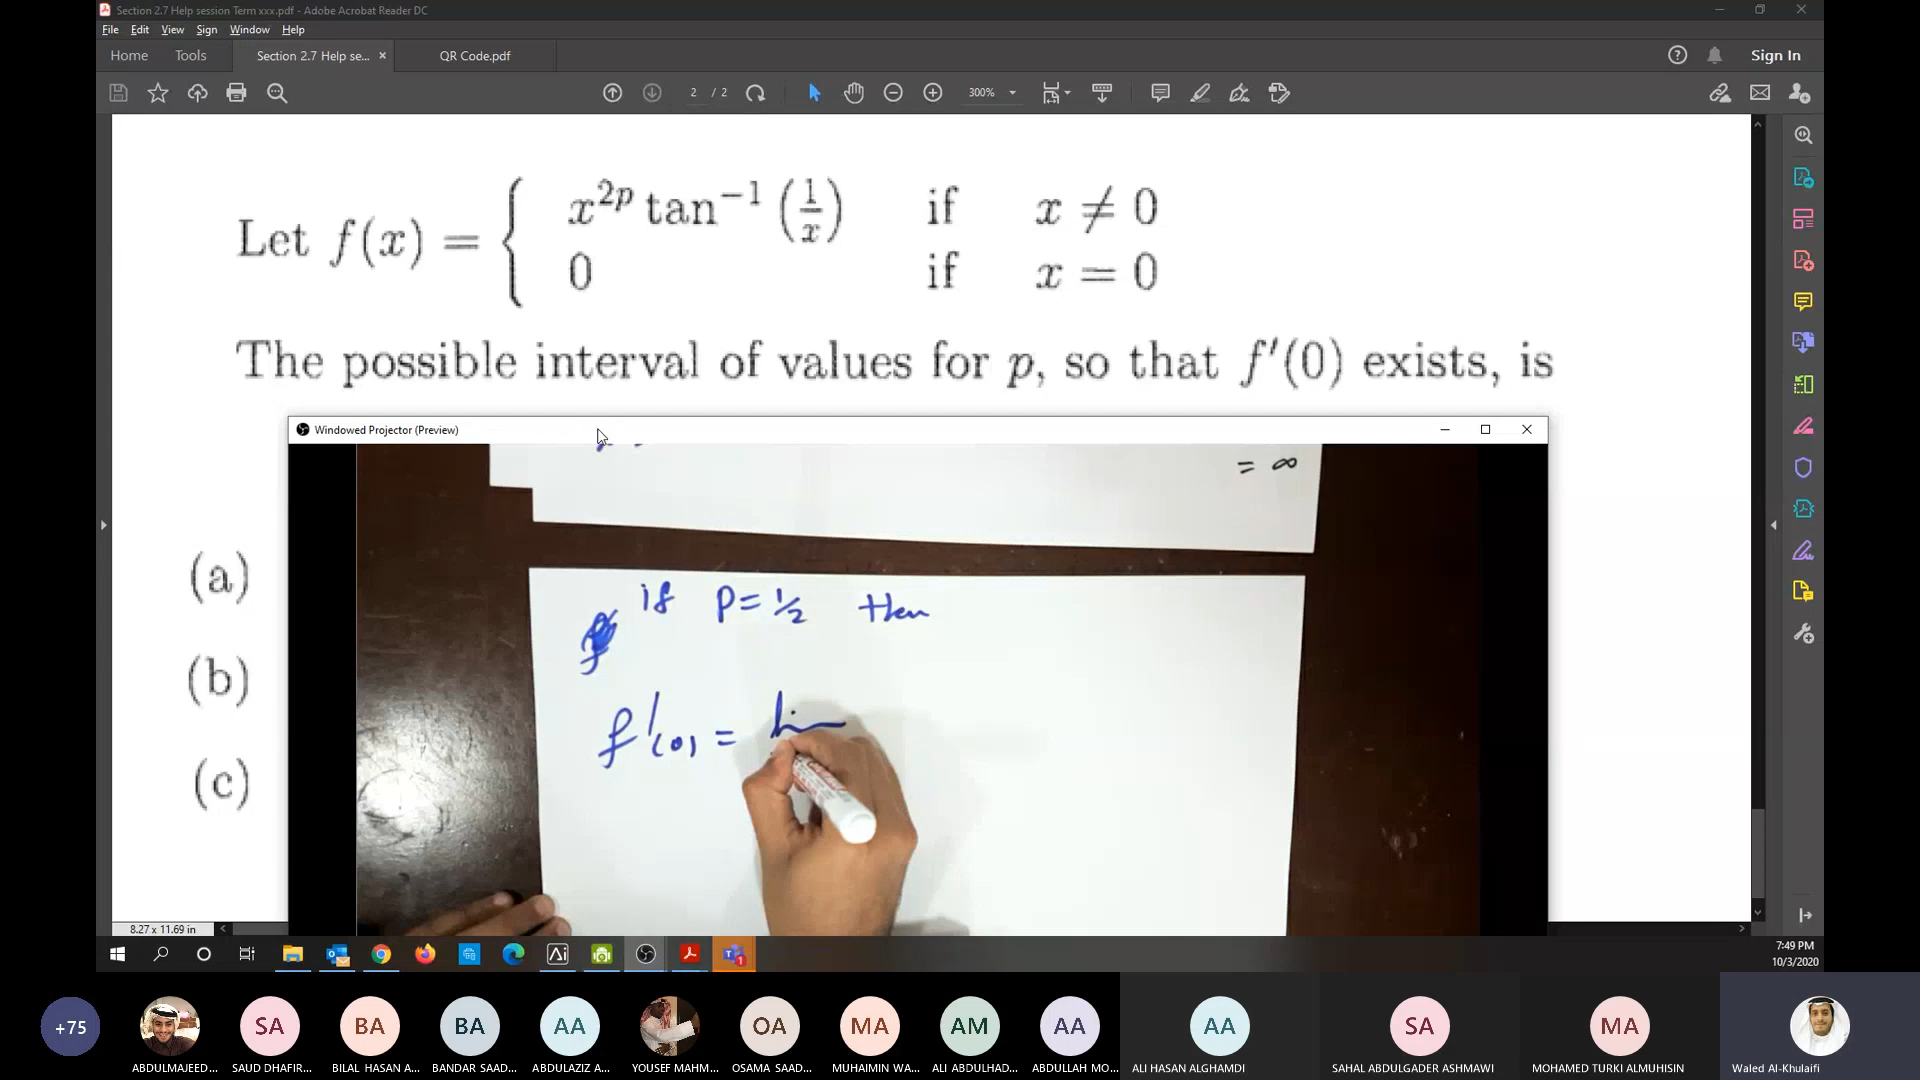 Section 2.7 Help session Term xxx.pdf - Adobe Acrobat Reader DC
File Edit View Sign Window Help
Home Tools Section 2.7 Help se... × QR Code.pdf Sign In
2 / 2 300%
Let f(x) = { x^{2p} tan^{-1} (1/x) if x ≠ 0
0 if x = 0
The possible interval of values for p, so that f'(0) exists, is
Windowed Projector (Preview)
= ∞
if p = 1/2 then
f'(0) = lim
(a)
(b)
(c)
8.27 x 11.69 in
7:49 PM
10/3/2020
+75 SA BA BA AA OA MA AM AA AA SA MA
ABDULMAJEED... SAUD DHAFIR... BILAL HASAN A... BANDAR SAAD... ABDULAZIZ A... YOUSEF MAHM... OSAMA SAAD... MUHAIMIN WA... ALI ABDULHAD... ABDULLAH MO... ALI HASAN ALGHAMDI SAHAL ABDULGADER ASHMAWI MOHAMED TURKI ALMUHISIN Waled Al-Khulaifi